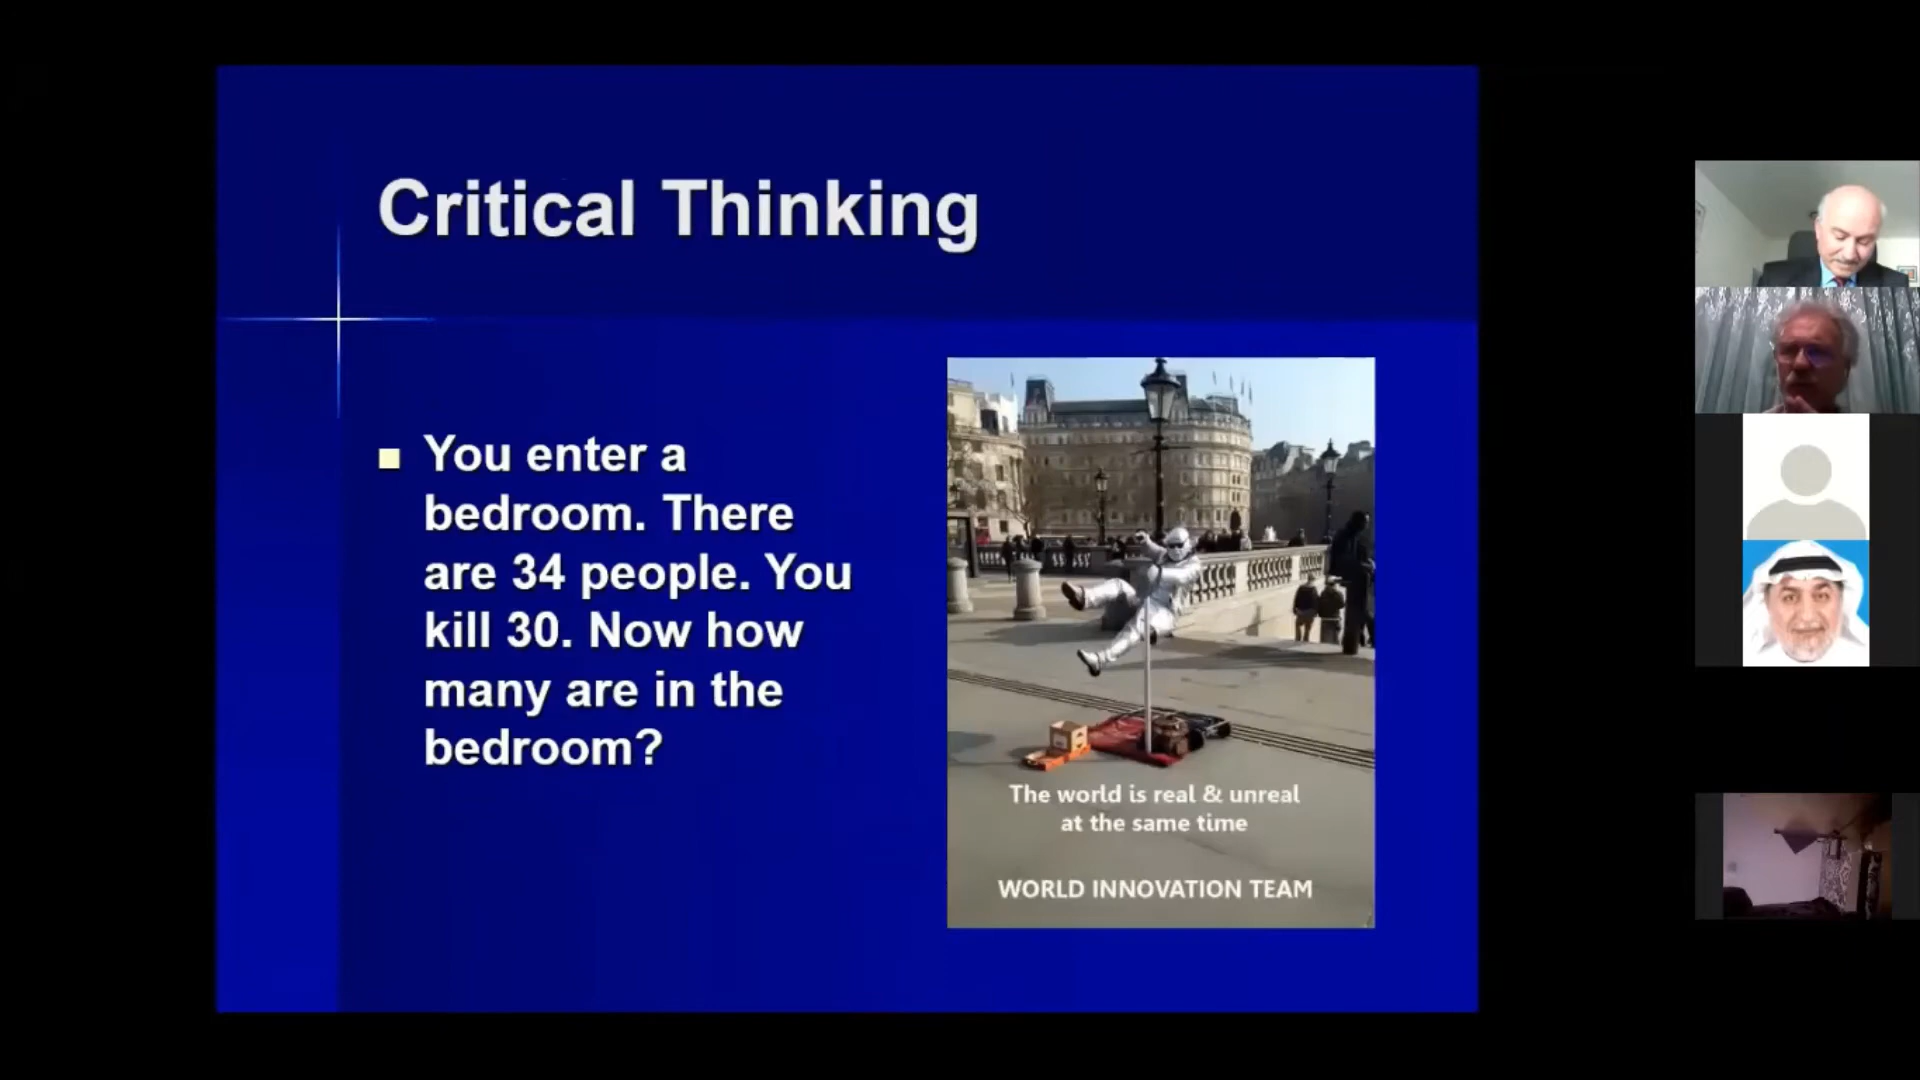 Critical Thinking
You enter a
bedroom. There
are 34 people. You
kill 30. Now how
many are in the
bedroom?
The world is real & unreal
at the same time
WORLD INNOVATION TEAM